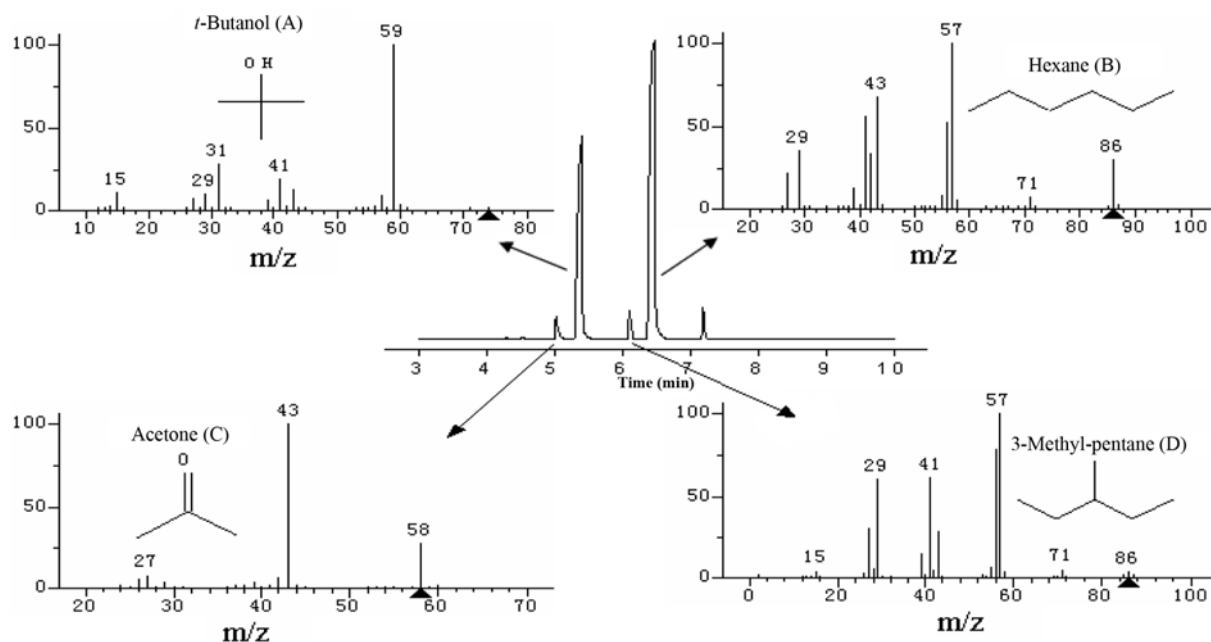 t-Butanol (A)
O H
100
50
0
15
29
31
41
59
10 20 30 40 50 60 70 80
m/z
Hexane (B)
100
50
0
29
43
57
71
86
20 30 40 50 60 70 80 90 100
m/z
3 4 5 6 7 8 9 10
Time (min)
Acetone (C)
O
100
50
0
27
43
58
20 30 40 50 60 70
m/z
3-Methyl-pentane (D)
100
50
0
15
29
41
57
71
86
0 20 40 60 80 100
m/z